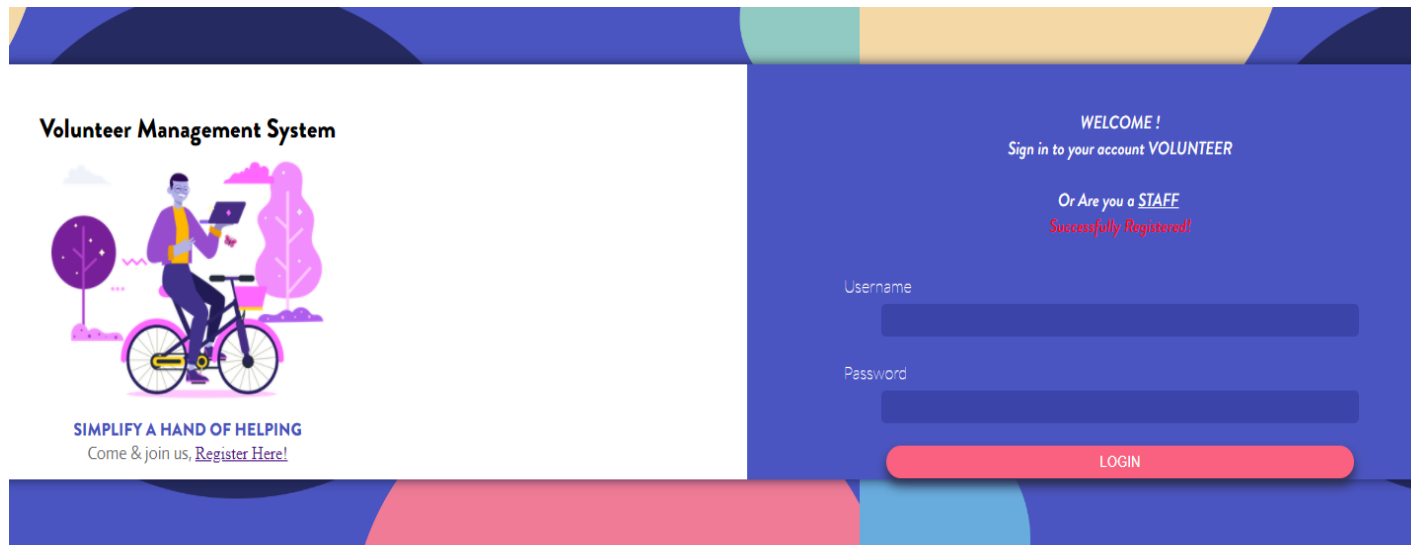 Volunteer Management System
SIMPLIFY A HAND OF HELPING
Come & join us, Register Here!
WELCOME !
Sign in to your account VOLUNTEER
Or Are you a STAFF
Successfully Registered!
Username
Password
LOGIN